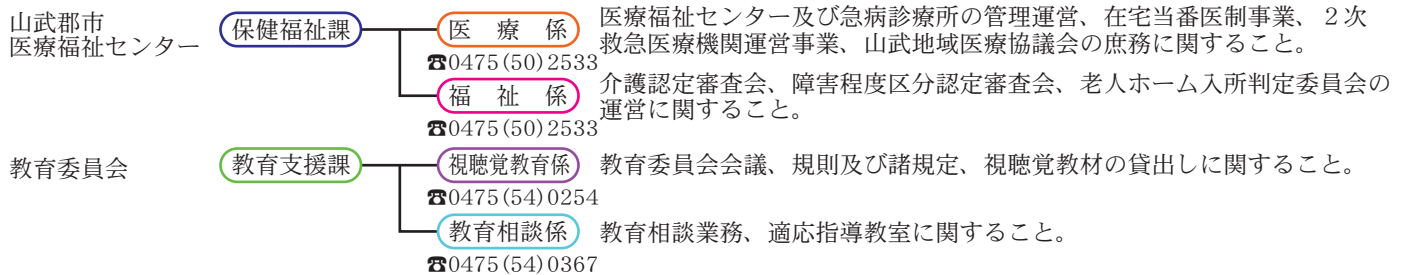 山武郡市
医療福祉センター
保健福祉課
医療係
☎0475(50)2533
医療福祉センター及び急病診療所の管理運営、在宅当番医制事業、２次
救急医療機関運営事業、山武地域医療協議会の庶務に関すること。
福祉係
☎0475(50)2533
介護認定審査会、障害程度区分認定審査会、老人ホーム入所判定委員会の
運営に関すること。
教育委員会
教育支援課
視聴覚教育係
☎0475(54)0254
教育委員会会議、規則及び諸規定、視聴覚教材の貸出しに関すること。
教育相談係
☎0475(54)0367
教育相談業務、適応指導教室に関すること。